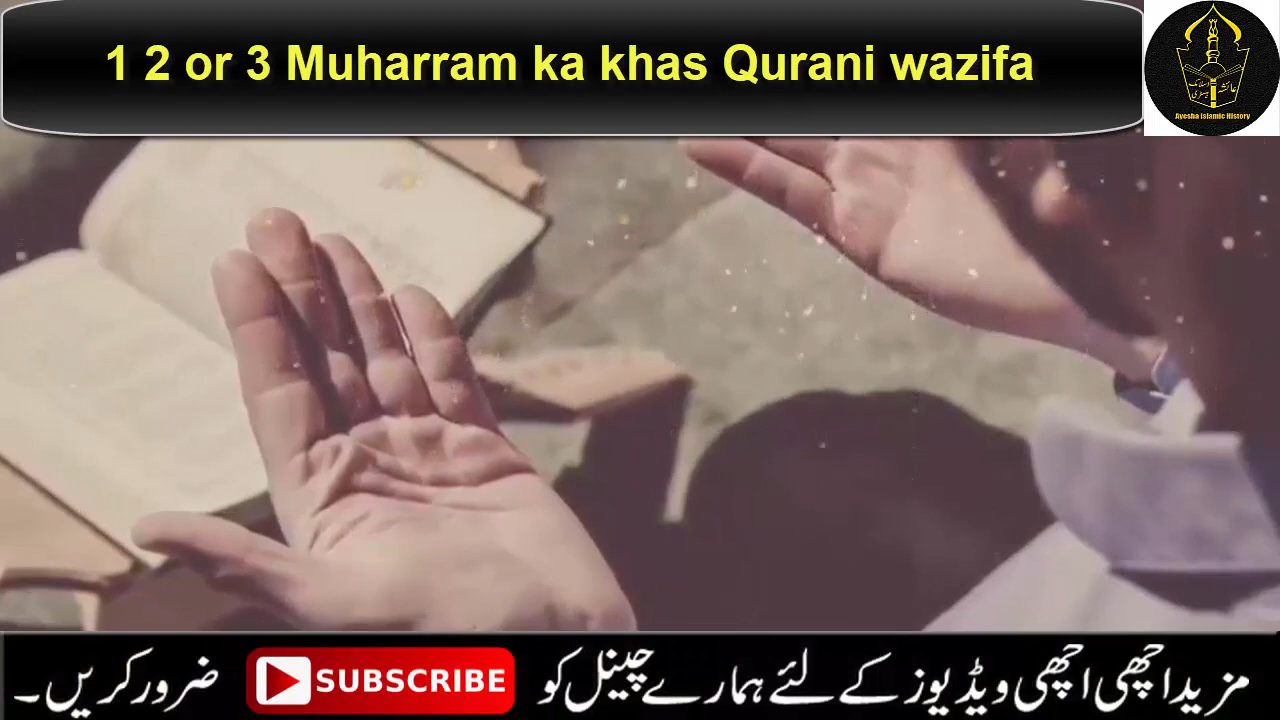 1 2 or 3 Muharram ka khas Qurani wazifa
Ayesha Islamic History
مزید اچھی اچھی ویڈیوز کے لئے ہمارے چینل کو SUBSCRIBE ضرور کریں۔